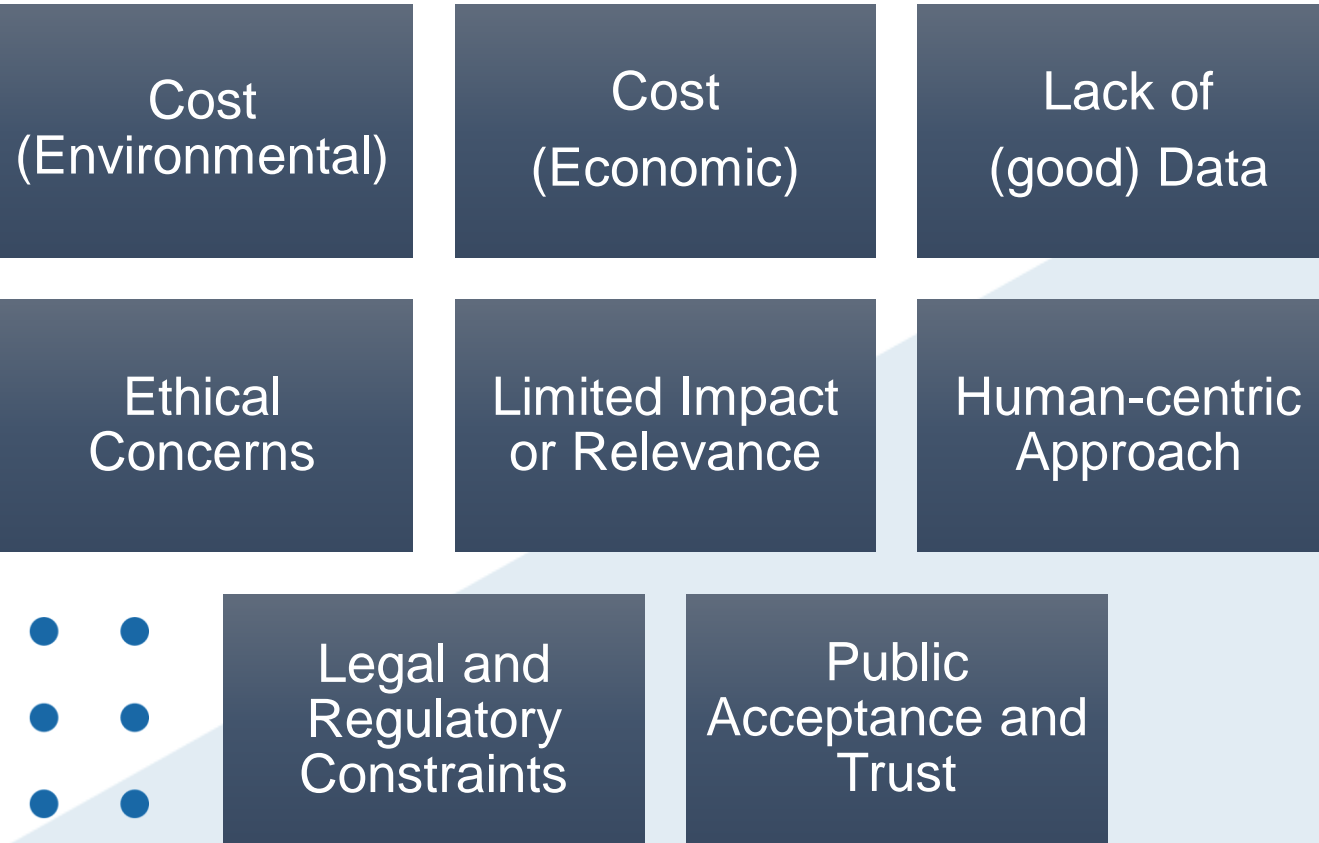 Cost
(Environmental)
Cost
(Economic)
Lack of
(good) Data
Ethical
Concerns
Limited Impact
or Relevance
Human-centric
Approach
Legal and
Regulatory
Constraints
Public
Acceptance and
Trust